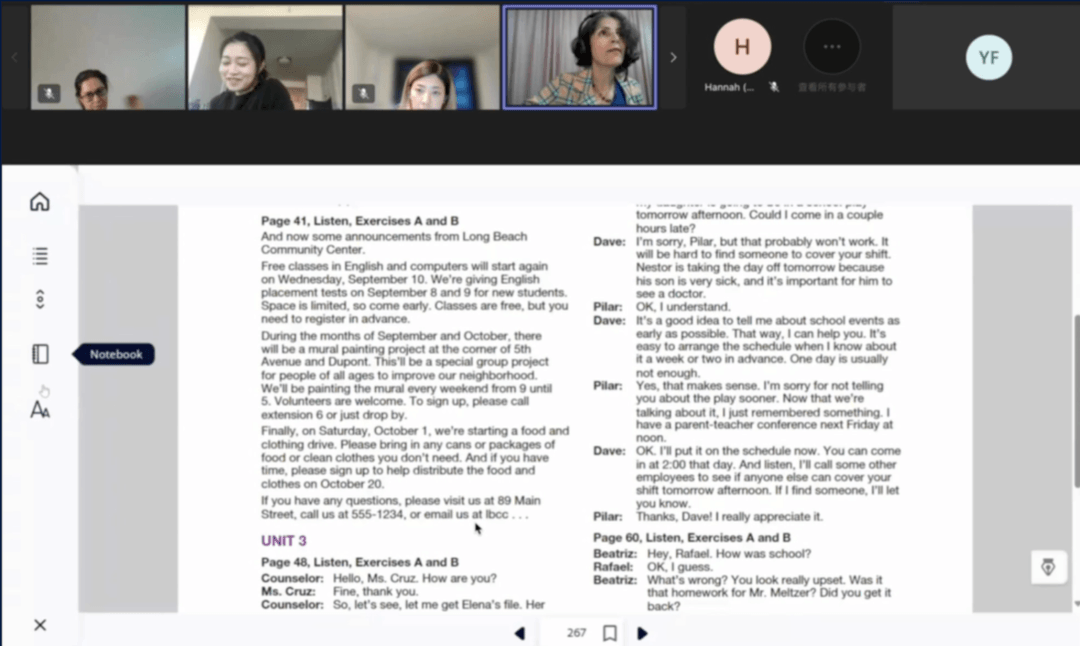 H
Hannah (...
查看所有参与者
YF
Notebook
Page 41, Listen, Exercises A and B
And now some announcements from Long Beach
Community Center.
Free classes in English and computers will start again
on Wednesday, September 10. We're giving English
placement tests on September 8 and 9 for new students.
Space is limited, so come early. Classes are free, but you
need to register in advance.
During the months of September and October, there
will be a mural painting project at the corner of 5th
Avenue and Dupont. This'll be a special group project
for people of all ages to improve our neighborhood.
We'll be painting the mural every weekend from 9 until
5. Volunteers are welcome. To sign up, please call
extension 6 or just drop by.
Finally, on Saturday, October 1, we're starting a food and
clothing drive. Please bring in any cans or packages of
food or clean clothes you don't need. And if you have
time, please sign up to help distribute the food and
clothes on October 20.
If you have any questions, please visit us at 89 Main
Street, call us at 555-1234, or email us at lbcc . . .
UNIT 3
Page 48, Listen, Exercises A and B
Counselor: Hello, Ms. Cruz. How are you?
Ms. Cruz: Fine, thank you.
Counselor: So, let's see, let me get Elena's file. Her
my daughter is going to be in a school play
tomorrow afternoon. Could I come in a couple
hours late?
Dave: I'm sorry, Pilar, but that probably won't work. It
will be hard to find someone to cover your shift.
Nestor is taking the day off tomorrow because
his son is very sick, and it's important for him to
see a doctor.
Pilar: OK, I understand.
Dave: It's a good idea to tell me about school events as
early as possible. That way, I can help you. It's
easy to arrange the schedule when I know about
it a week or two in advance. One day is usually
not enough.
Pilar: Yes, that makes sense. I'm sorry for not telling
you about the play sooner. Now that we're
talking about it, I just remembered something. I
have a parent-teacher conference next Friday at
noon.
Dave: OK. I'll put it on the schedule now. You can come
in at 2:00 that day. And listen, I'll call some other
employees to see if anyone else can cover your
shift tomorrow afternoon. If I find someone, I'll let
you know.
Pilar: Thanks, Dave! I really appreciate it.
Page 60, Listen, Exercises A and B
Beatriz: Hey, Rafael. How was school?
Rafael: OK, I guess.
Beatriz: What's wrong? You look really upset. Was it
that homework for Mr. Meltzer? Did you get it
back?
267